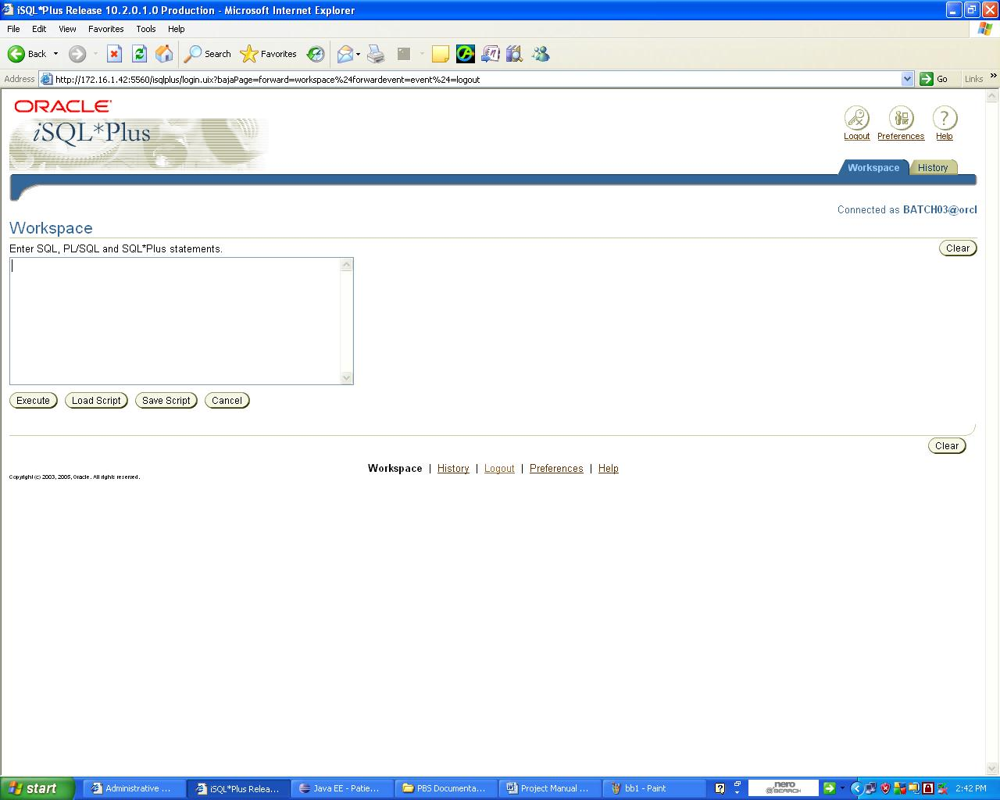 iSQL*Plus Release 10.2.0.1.0 Production - Microsoft Internet Explorer
File Edit View Favorites Tools Help
Back Search Favorites
Address http://172.16.1.42:5560/isqlplus/login.uix?bajaPage=forward=workspace%24forwardevent=event%24=logout Go Links »
ORACLE
iSQL*Plus
Logout Preferences Help
Workspace History
Connected as BATCH03@orcl
Workspace
Enter SQL, PL/SQL and SQL*Plus statements.
Clear
Execute Load Script Save Script Cancel
Clear
Workspace | History | Logout | Preferences | Help
Copyright (c) 2003, 2005, Oracle. All rights reserved.
start Administrative ... iSQL*Plus Relea... Java EE - Patie... PBS Documenta... Project Manual ... bb1 - Paint nero SEARCH 2:42 PM